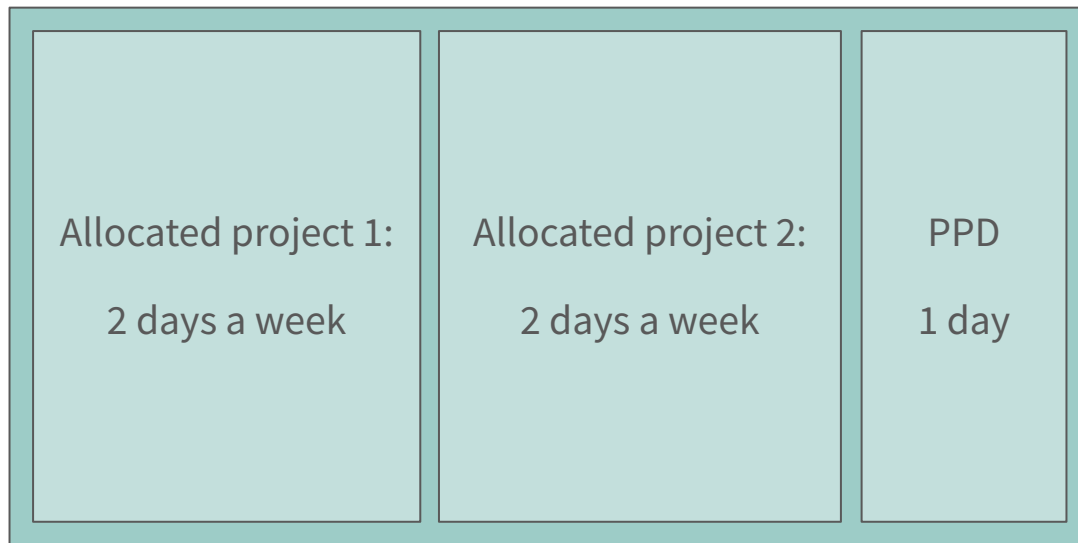 Allocated project 1:
2 days a week
Allocated project 2:
2 days a week
PPD
1 day